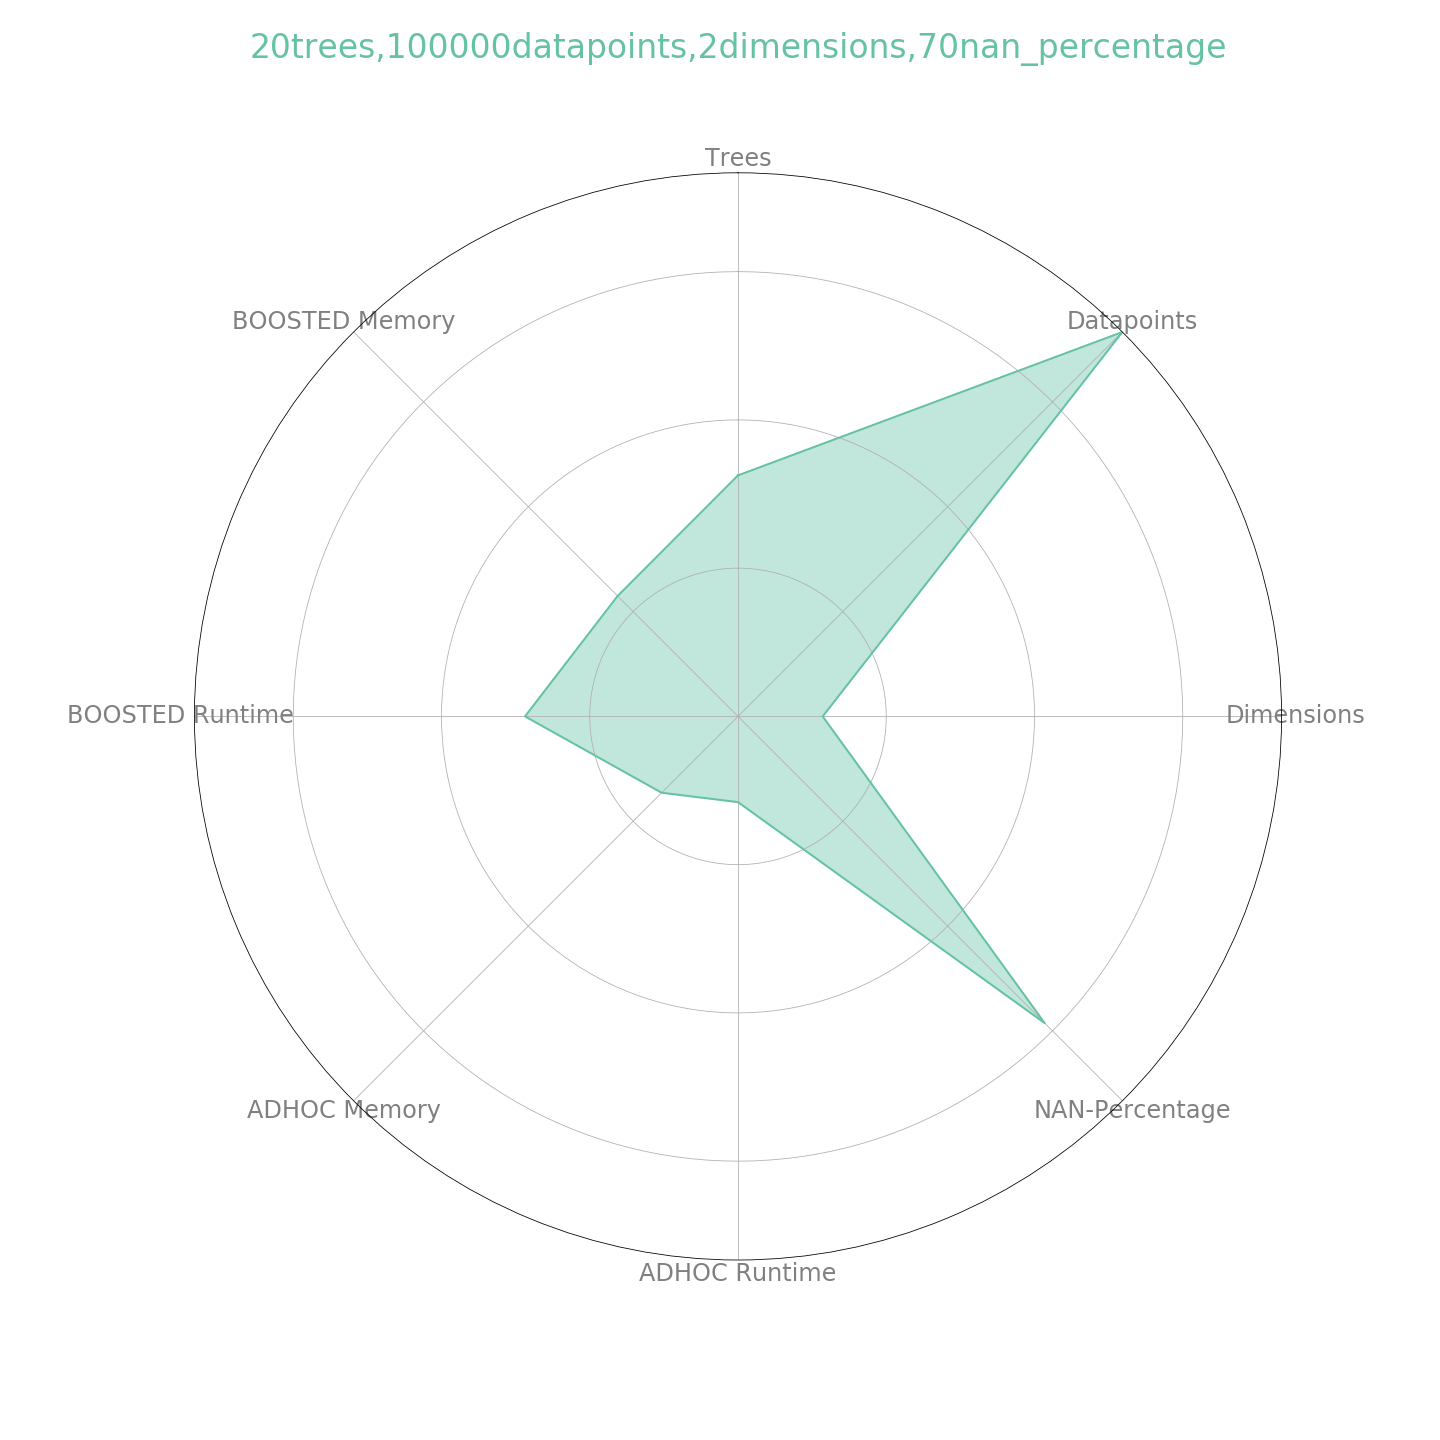 20trees,100000datapoints,2dimensions,70nan_percentage
Trees
BOOSTED Memory
Datapoints
BOOSTED Runtime
Dimensions
ADHOC Memory
NAN-Percentage
ADHOC Runtime